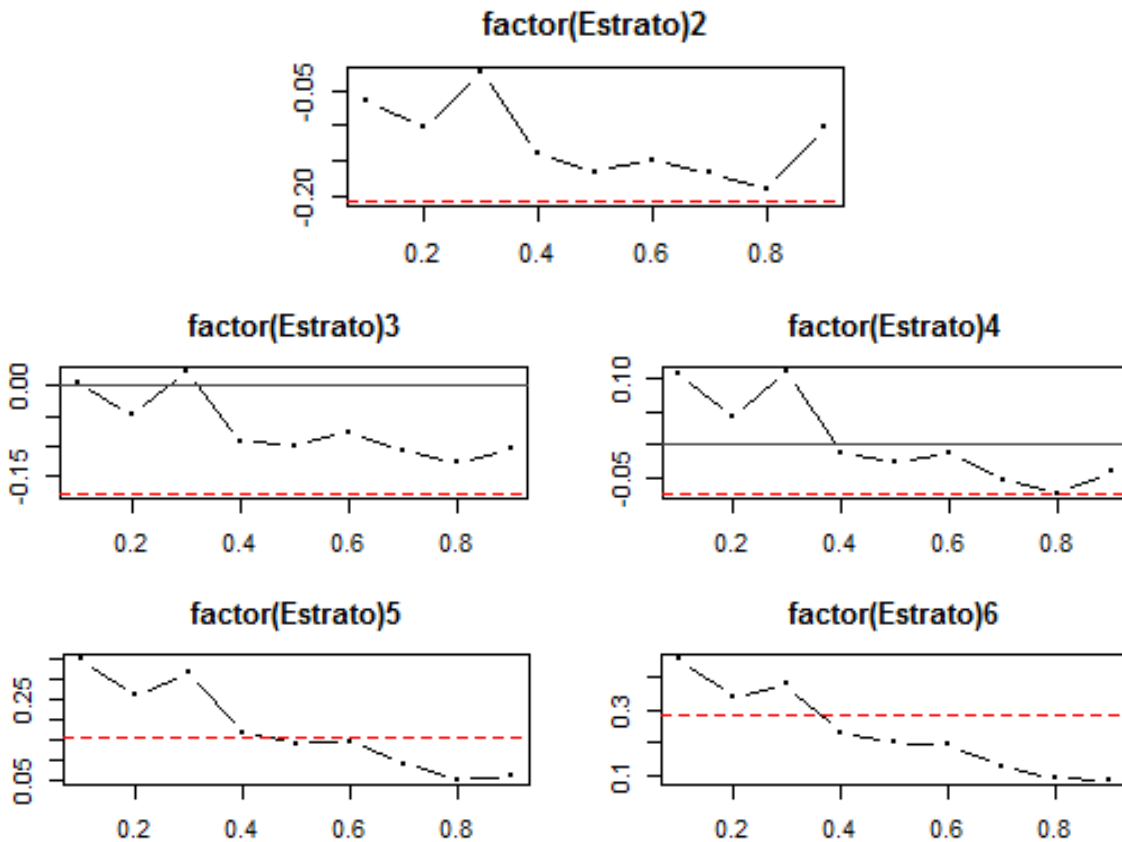 factor(Estrato)2
-0.05
-0.20
0.2 0.4 0.6 0.8
factor(Estrato)3
0.00
-0.15
0.2 0.4 0.6 0.8
factor(Estrato)4
0.10
-0.05
0.2 0.4 0.6 0.8
factor(Estrato)5
0.25
0.05
0.2 0.4 0.6 0.8
factor(Estrato)6
0.3
0.1
0.2 0.4 0.6 0.8